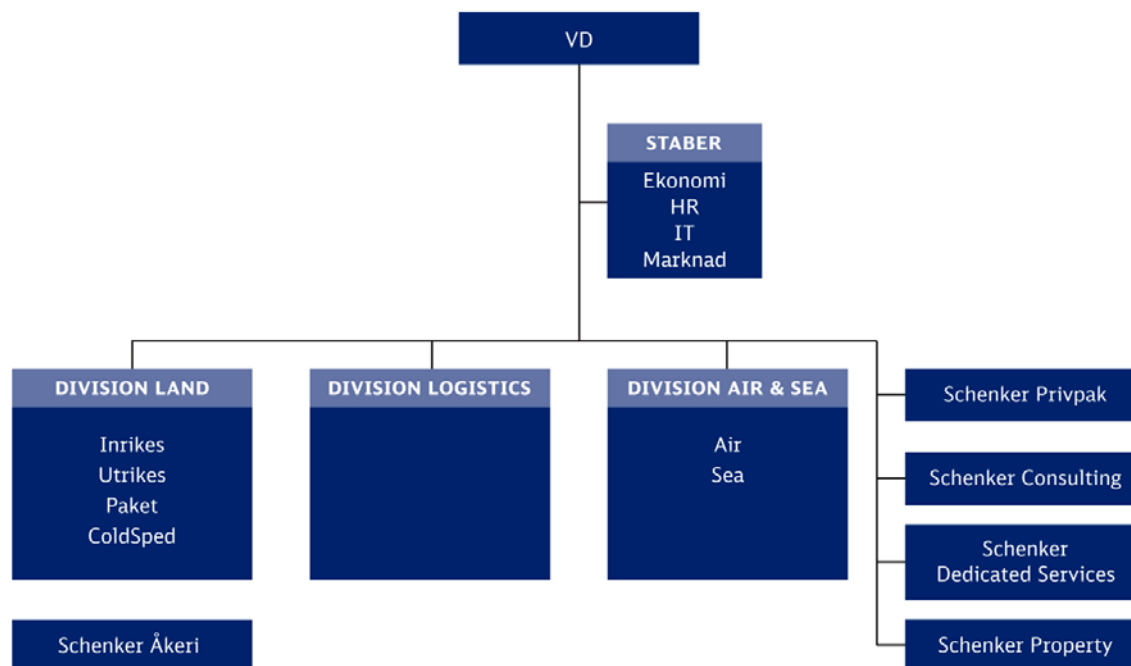 VD
STABER
Ekonomi
HR
IT
Marknad
DIVISION LAND
Inrikes
Utrikes
Paket
ColdSped
Schenker Åkeri
DIVISION LOGISTICS
DIVISION AIR & SEA
Air
Sea
Schenker Privpak
Schenker Consulting
Schenker
Dedicated Services
Schenker Property